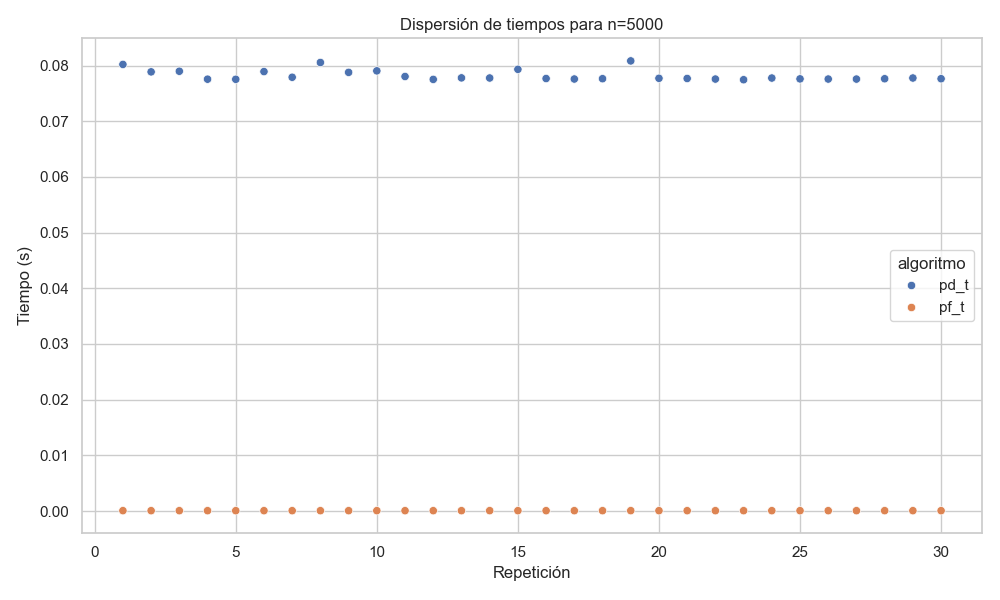 Dispersión de tiempos para n=5000
Tiempo (s)
0.08
0.07
0.06
0.05
0.04
0.03
0.02
0.01
0.00
algoritmo
pd_t
pf_t
0 5 10 15 20 25 30
Repetición